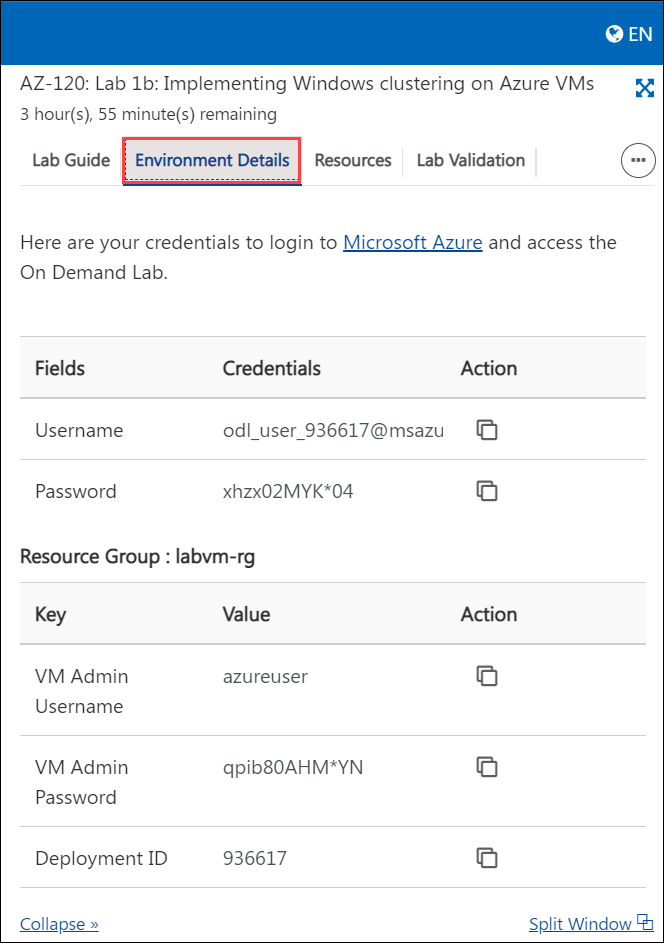 EN
AZ-120: Lab 1b: Implementing Windows clustering on Azure VMs
3 hour(s), 55 minute(s) remaining
Lab Guide Environment Details Resources Lab Validation
Here are your credentials to login to Microsoft Azure and access the
On Demand Lab.
Fields Credentials Action
Username odl_user_936617@msazu
Password xhzx02MYK*04
Resource Group : labvm-rg
Key Value Action
VM Admin azureuser
Username
VM Admin qpib80AHM*YN
Password
Deployment ID 936617
Collapse » Split Window